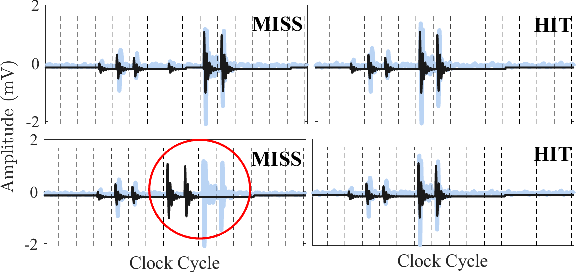 2
MISS
HIT
0
-2
Amplitude (mV)
2
MISS
HIT
0
-2
Clock Cycle
Clock Cycle